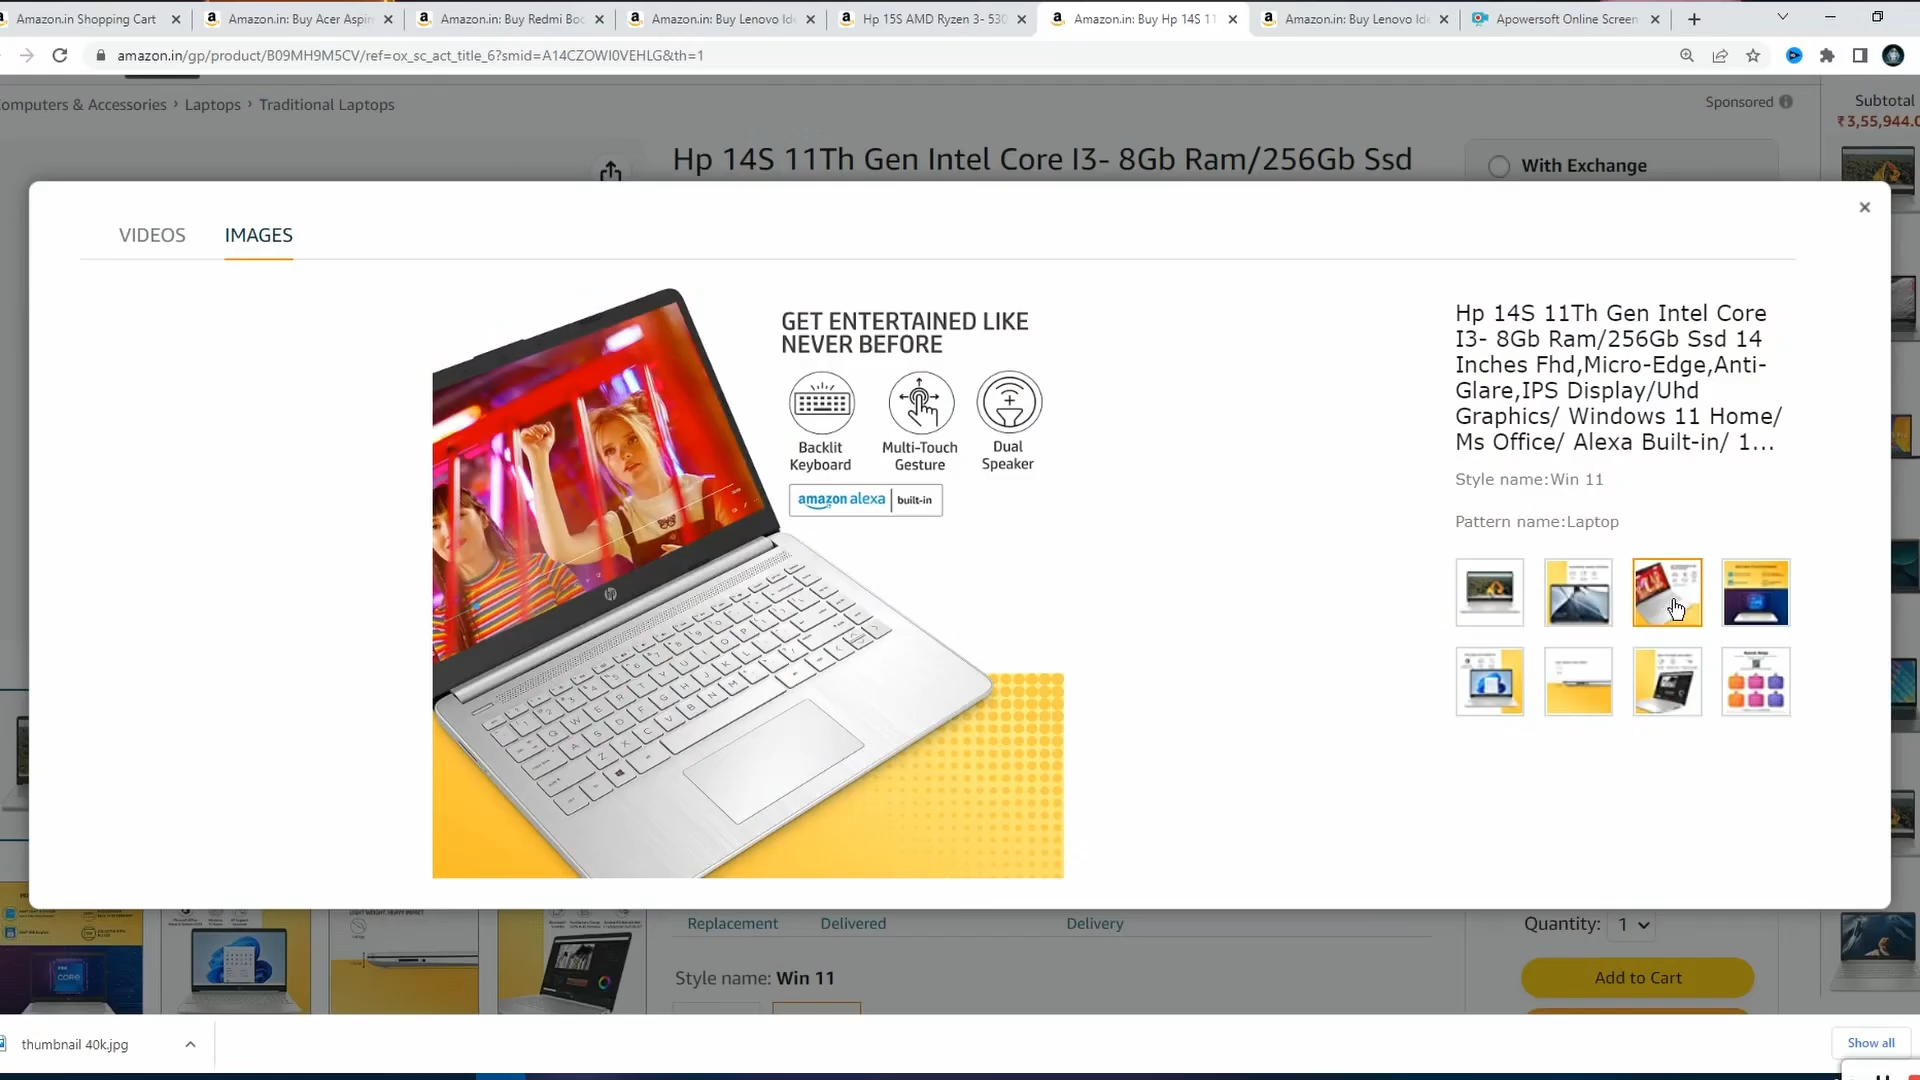 Amazon.in Shopping Cart
Amazon.in: Buy Acer Aspir
Amazon.in: Buy Redmi Boo
Amazon.in: Buy Lenovo Ide
Hp 15S AMD Ryzen 3- 530
Amazon.in: Buy Hp 14S 11
Amazon.in: Buy Lenovo Ide
Apowersoft Online Screen
amazon.in/gp/product/B09MH9M5CV/ref=ox_sc_act_title_6?smid=A14CZOWI0VEHLG&th=1
omputers & Accessories › Laptops › Traditional Laptops
Sponsored
Subtotal
₹3,55,944.0
Hp 14S 11Th Gen Intel Core I3- 8Gb Ram/256Gb Ssd
With Exchange
VIDEOS
IMAGES
GET ENTERTAINED LIKE
NEVER BEFORE
Backlit
Keyboard
Multi-Touch
Gesture
Dual
Speaker
amazon alexa built-in
hp
Hp 14S 11Th Gen Intel Core
I3- 8Gb Ram/256Gb Ssd 14
Inches Fhd,Micro-Edge,Anti-
Glare,IPS Display/Uhd
Graphics/ Windows 11 Home/
Ms Office/ Alexa Built-in/ 1...
Style name:Win 11
Pattern name:Laptop
Replacement
Delivered
Delivery
Quantity: 1
Style name: Win 11
Add to Cart
thumbnail 40k.jpg
Show all